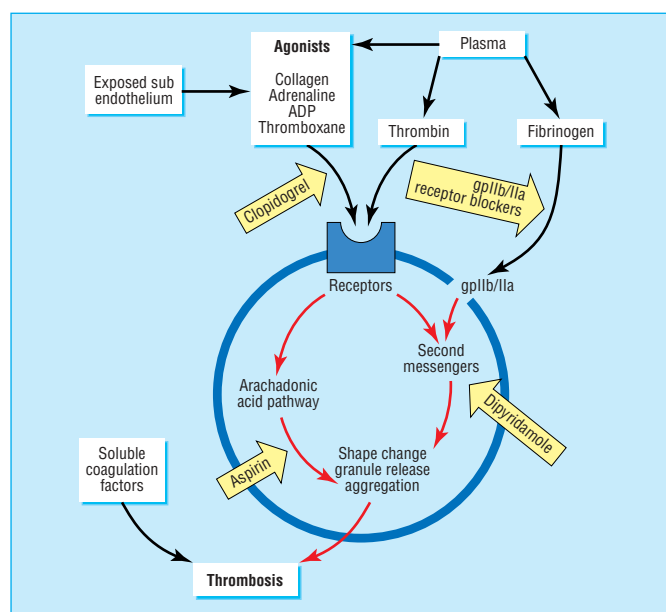 Agonists
Collagen
Adrenaline
ADP
Thromboxane
Plasma
Exposed sub
endothelium
Thrombin
Fibrinogen
Clopidogrel
gpIIb/IIa
receptor blockers
Receptors
gpIIb/IIa
Second
messengers
Arachadonic
acid pathway
Dipyridamole
Soluble
coagulation
factors
Aspirin
Shape change
granule release
aggregation
Thrombosis